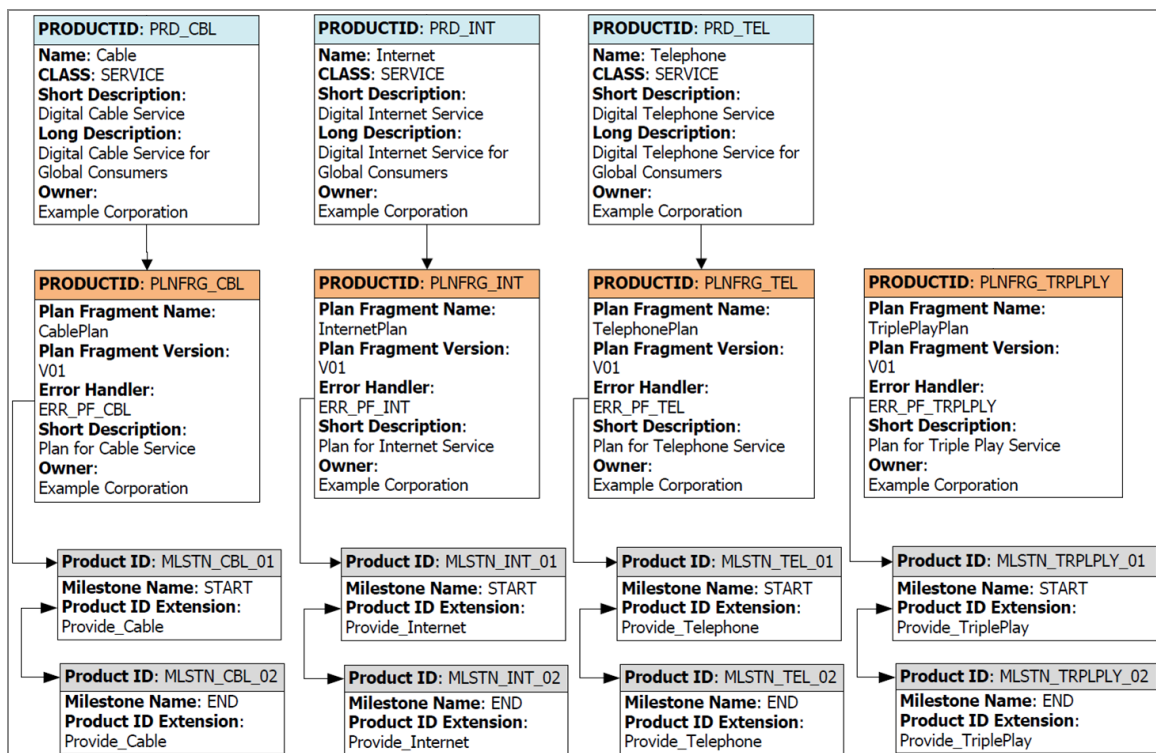 PRODUCTID: PRD_CBL
Name: Cable
CLASS: SERVICE
Short Description:
Digital Cable Service
Long Description:
Digital Cable Service for
Global Consumers
Owner:
Example Corporation
PRODUCTID: PRD_INT
Name: Internet
CLASS: SERVICE
Short Description:
Digital Internet Service
Long Description:
Digital Internet Service for
Global Consumers
Owner:
Example Corporation
PRODUCTID: PRD_TEL
Name: Telephone
CLASS: SERVICE
Short Description:
Digital Telephone Service
Long Description:
Digital Telephone Service for
Global Consumers
Owner:
Example Corporation
PRODUCTID: PLNFRG_CBL
Plan Fragment Name:
CablePlan
Plan Fragment Version:
V01
Error Handler:
ERR_PF_CBL
Short Description:
Plan for Cable Service
Owner:
Example Corporation
PRODUCTID: PLNFRG_INT
Plan Fragment Name:
InternetPlan
Plan Fragment Version:
V01
Error Handler:
ERR_PF_INT
Short Description:
Plan for Internet Service
Owner:
Example Corporation
PRODUCTID: PLNFRG_TEL
Plan Fragment Name:
TelephonePlan
Plan Fragment Version:
V01
Error Handler:
ERR_PF_TEL
Short Description:
Plan for Telephone Service
Owner:
Example Corporation
PRODUCTID: PLNFRG_TRPLPLY
Plan Fragment Name:
TriplePlayPlan
Plan Fragment Version:
V01
Error Handler:
ERR_PF_TRPLPLY
Short Description:
Plan for Triple Play Service
Owner:
Example Corporation
Product ID: MLSTN_CBL_01
Milestone Name: START
Product ID Extension:
Provide_Cable
Product ID: MLSTN_INT_01
Milestone Name: START
Product ID Extension:
Provide_Internet
Product ID: MLSTN_TEL_01
Milestone Name: START
Product ID Extension:
Provide_Telephone
Product ID: MLSTN_TRPLPLY_01
Milestone Name: START
Product ID Extension:
Provide_TriplePlay
Product ID: MLSTN_CBL_02
Milestone Name: END
Product ID Extension:
Provide_Cable
Product ID: MLSTN_INT_02
Milestone Name: END
Product ID Extension:
Provide_Internet
Product ID: MLSTN_TEL_02
Milestone Name: END
Product ID Extension:
Provide_Telephone
Product ID: MLSTN_TRPLPLY_02
Milestone Name: END
Product ID Extension:
Provide_TriplePlay